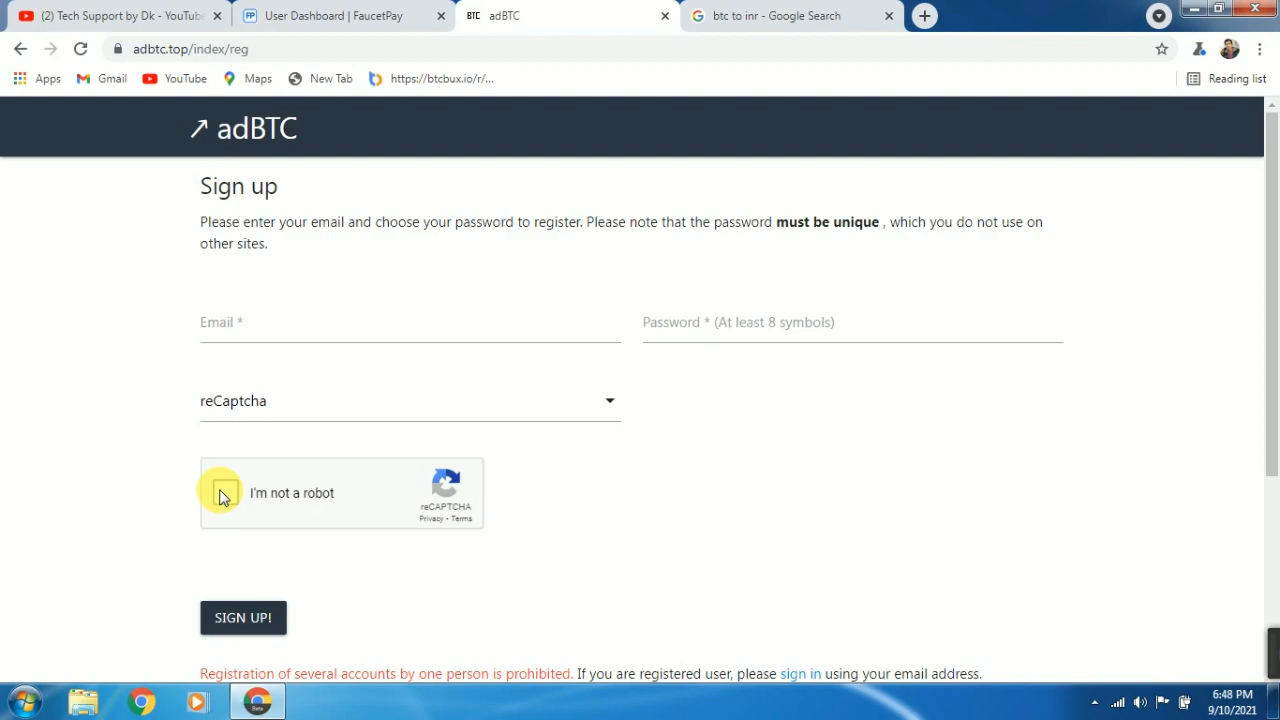 (2) Tech Support by Dk - YouTube
User Dashboard | FaucetPay
BTC adBTC
btc to inr - Google Search
adbtc.top/index/reg
Apps
Gmail
YouTube
Maps
New Tab
https://btcbux.io/r/r...
Reading list
adBTC
Sign up
Please enter your email and choose your password to register. Please note that the password must be unique , which you do not use on
other sites.
Email *
Password * (At least 8 symbols)
reCaptcha
I'm not a robot
reCAPTCHA
Privacy - Terms
SIGN UP!
Registration of several accounts by one person is prohibited. If you are registered user, please sign in using your email address.
Beta
6:48 PM
9/10/2021